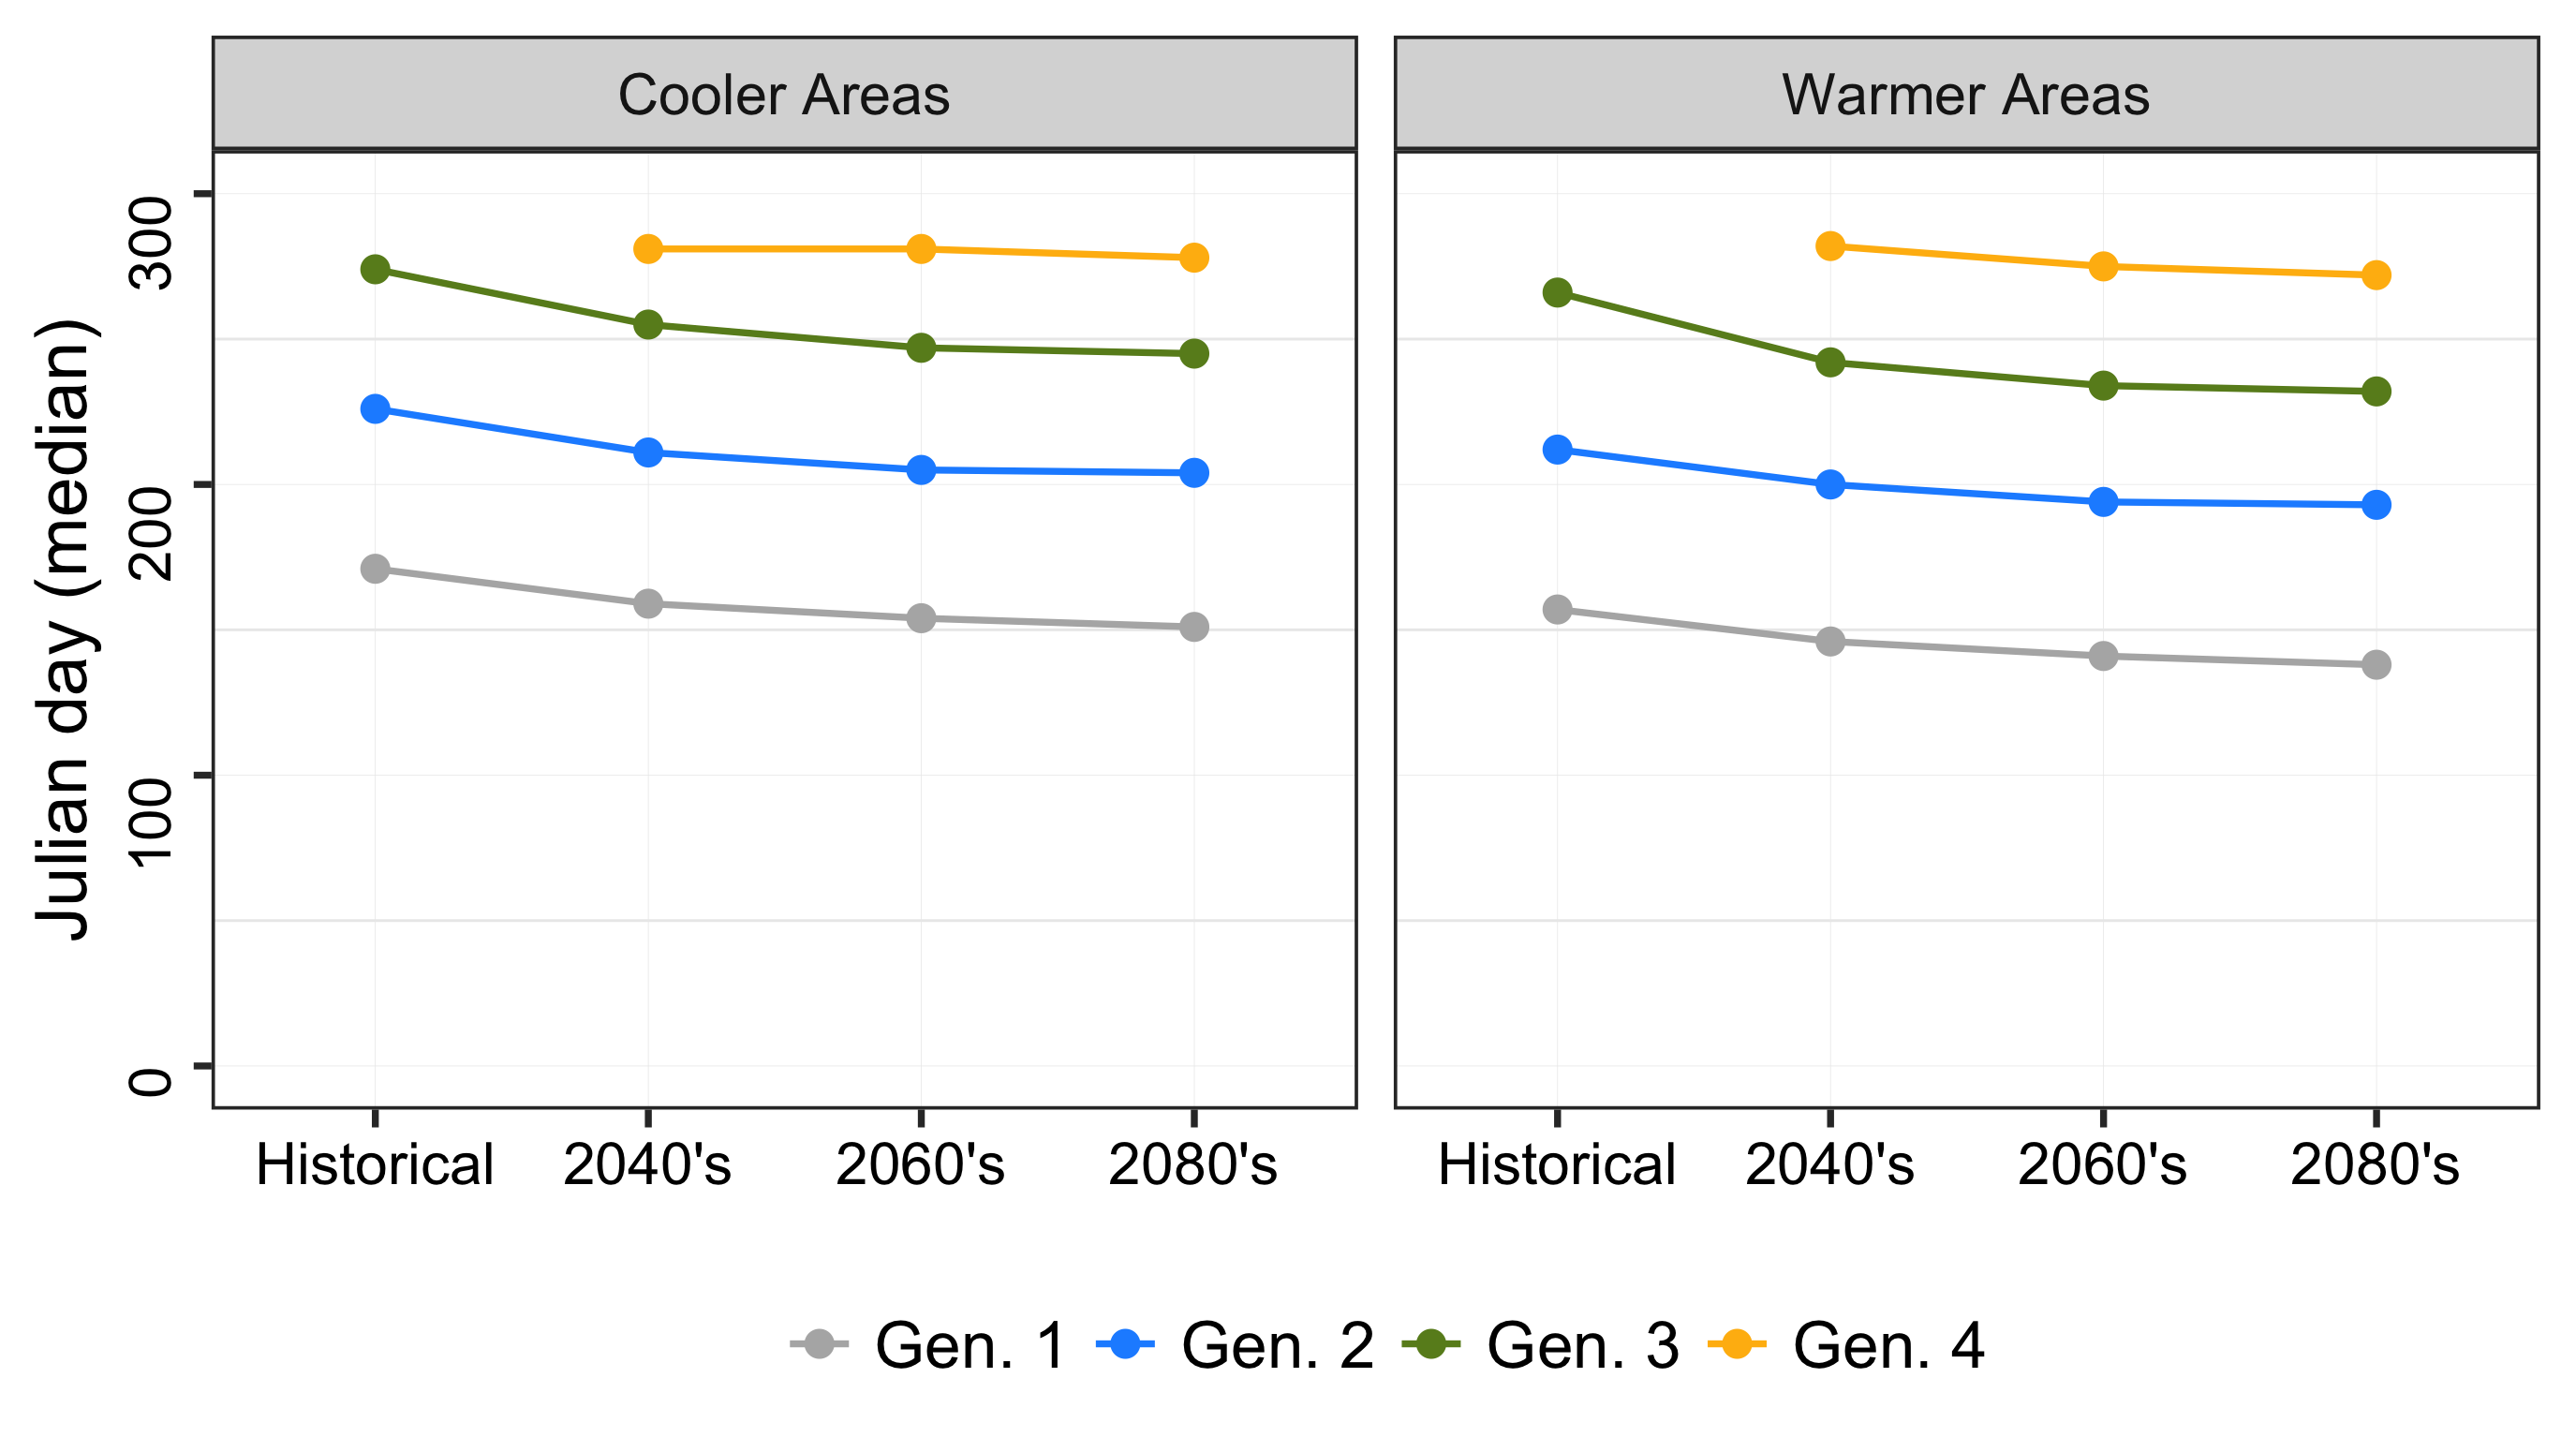 Cooler Areas
Warmer Areas
Julian day (median)
300
200
100
0
Historical 2040's 2060's 2080's
Historical 2040's 2060's 2080's
Gen. 1 Gen. 2 Gen. 3 Gen. 4